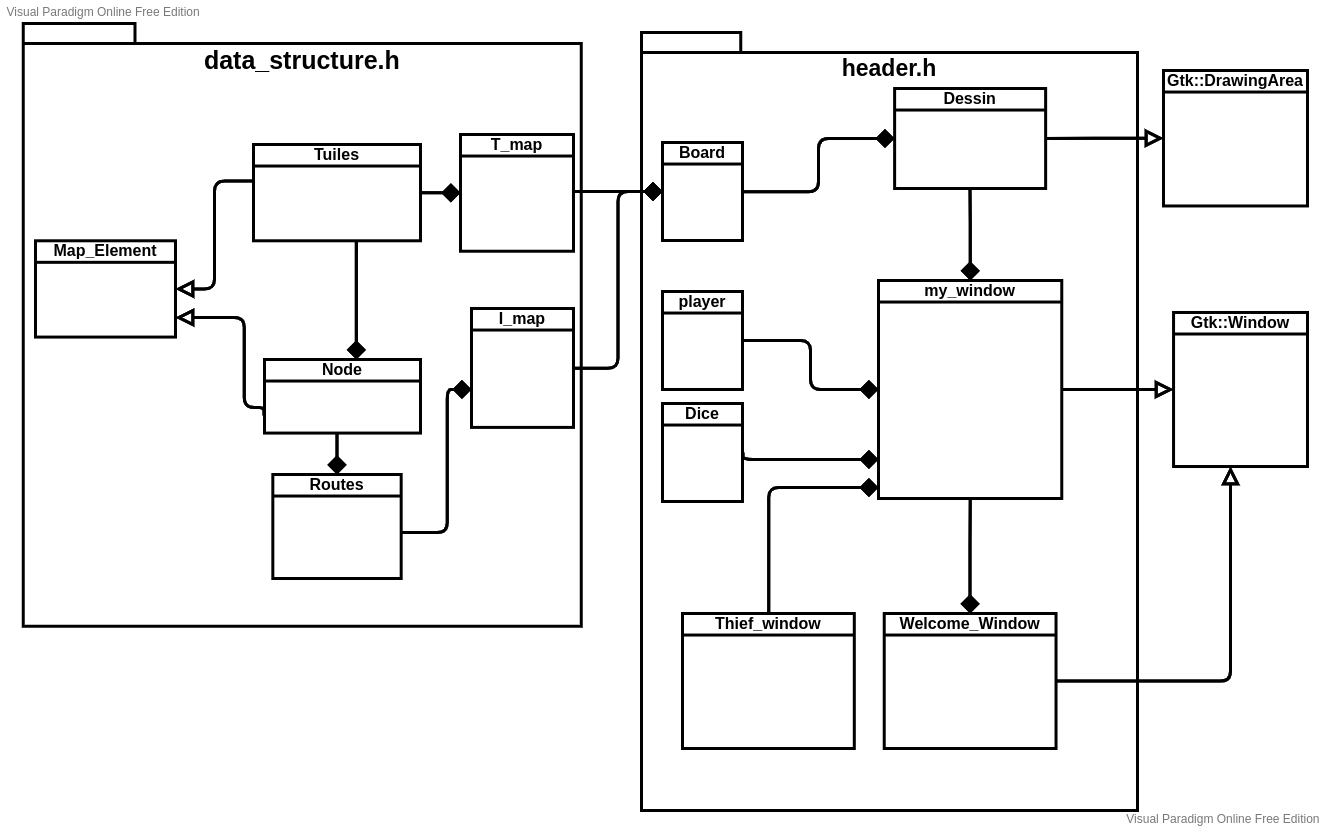 Visual Paradigm Online Free Edition
data_structure.h
header.h
Gtk::DrawingArea
Dessin
T_map
Tuiles
Board
Map_Element
my_window
player
I_map
Gtk::Window
Node
Dice
Routes
Thief_window
Welcome_Window
Visual Paradigm Online Free Edition